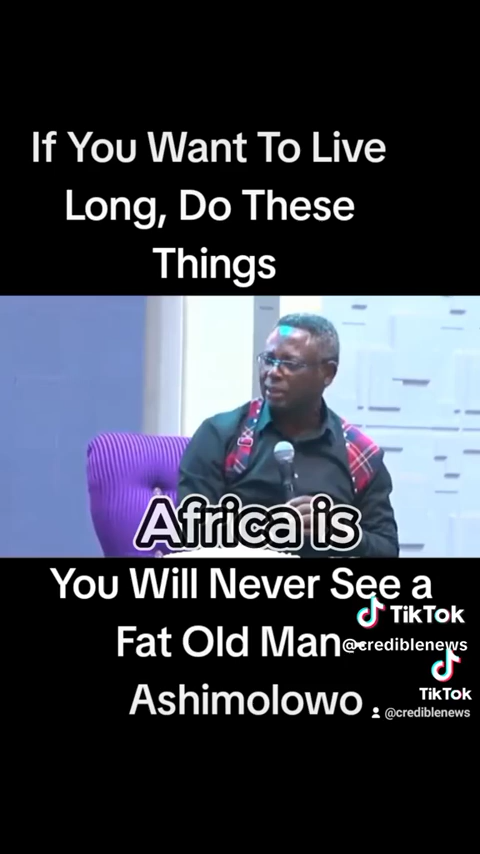 If You Want To Live
Long, Do These
Things
Africa is
You Will Never See a
Fat Old Man
Ashimolowo
TikTok
@crediblenews
TikTok
@crediblenews